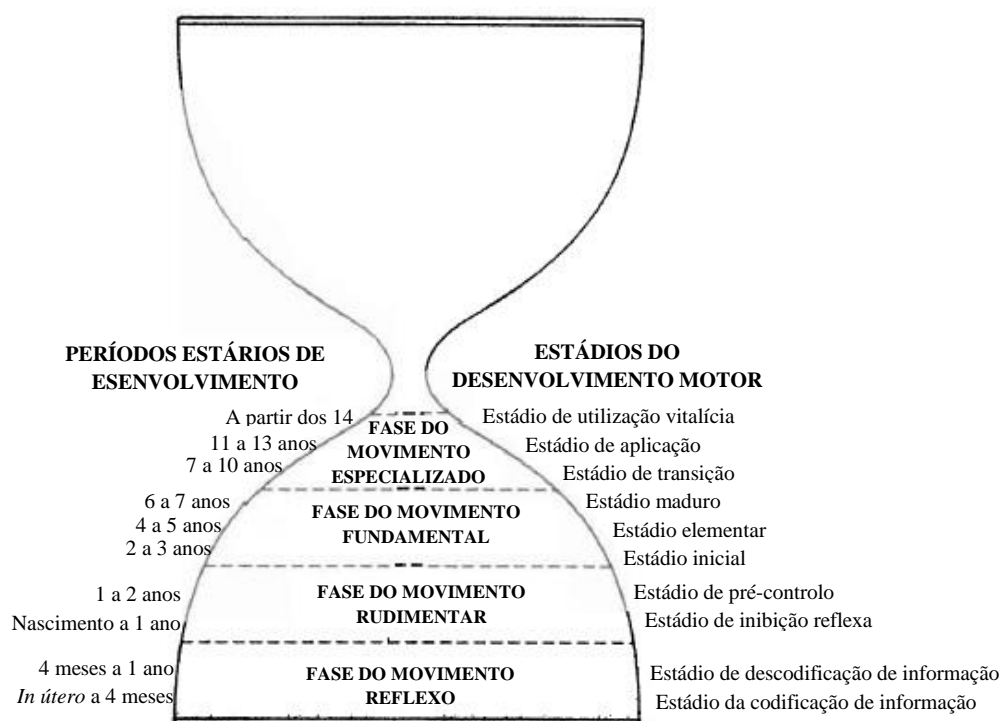 PERÍODOS ESTÁRIOS DE
ESENVOLVIMENTO
ESTÁDIOS DO
DESENVOLVIMENTO MOTOR
A partir dos 14
11 a 13 anos
7 a 10 anos
FASE DO
MOVIMENTO
ESPECIALIZADO
Estádio de utilização vitalícia
Estádio de aplicação
Estádio de transição
6 a 7 anos
4 a 5 anos
2 a 3 anos
FASE DO MOVIMENTO
FUNDAMENTAL
Estádio maduro
Estádio elementar
Estádio inicial
1 a 2 anos
Nascimento a 1 ano
FASE DO MOVIMENTO
RUDIMENTAR
Estádio de pré-controlo
Estádio de inibição reflexa
4 meses a 1 ano
In útero a 4 meses
FASE DO MOVIMENTO
REFLEXO
Estádio de descodificação de informação
Estádio da codificação de informação